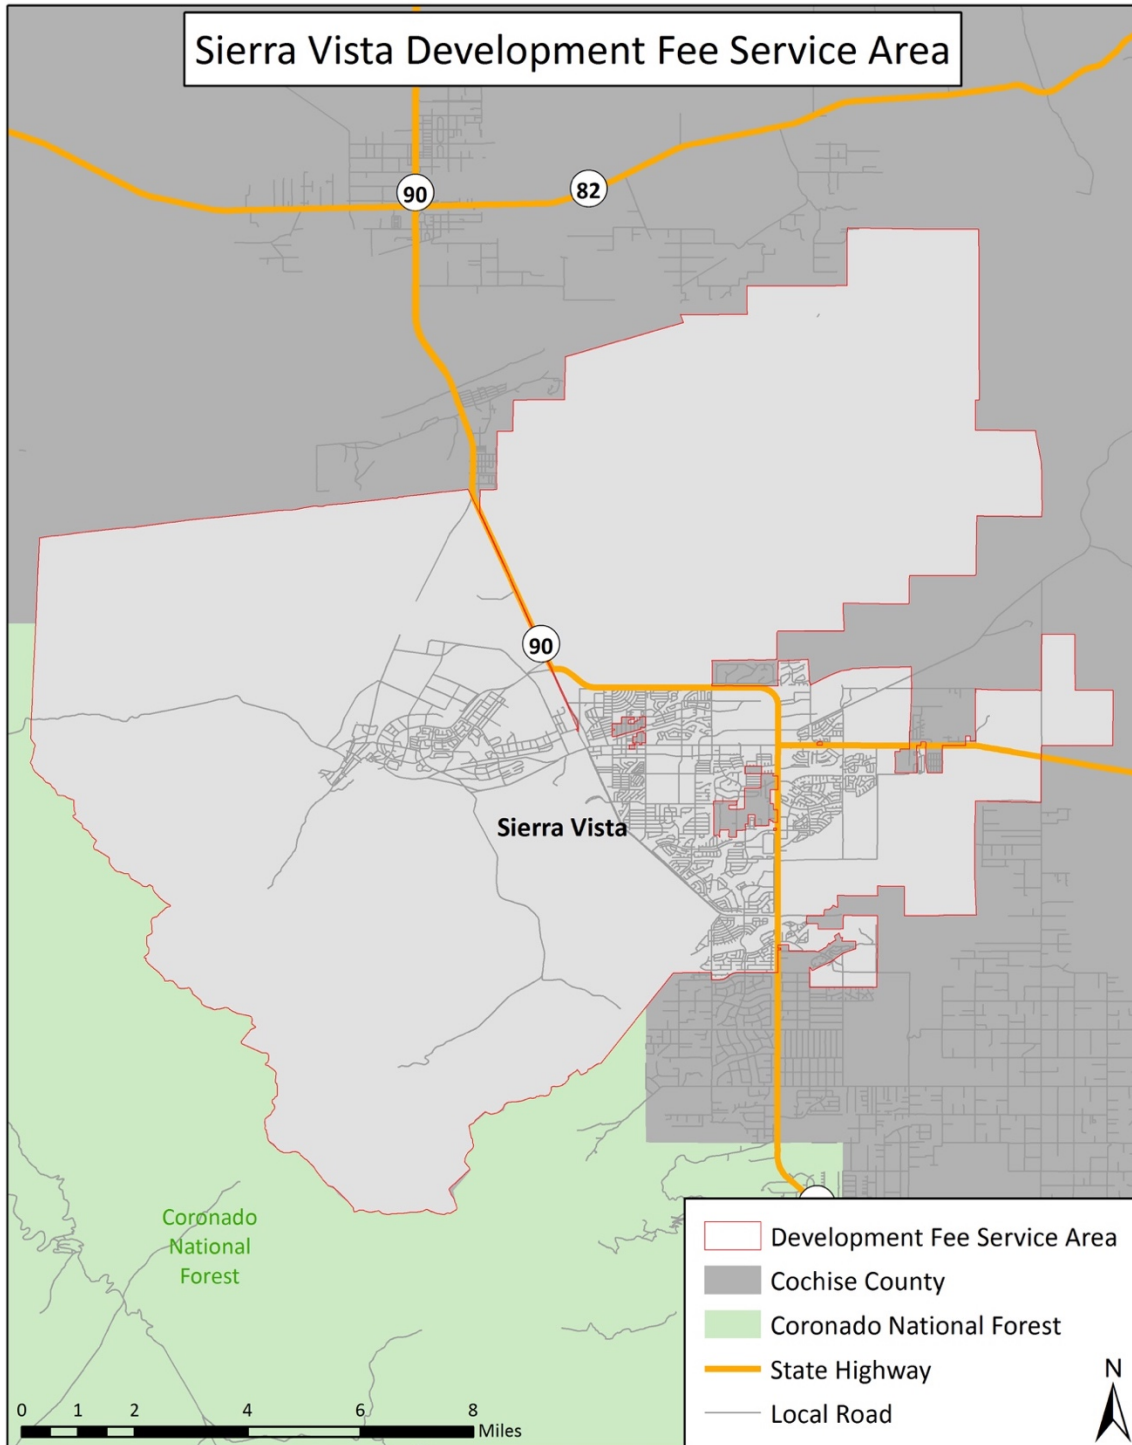 Sierra Vista Development Fee Service Area
90
82
90
Sierra Vista
Coronado
National
Forest
Development Fee Service Area
Cochise County
Coronado National Forest
State Highway
Local Road
N
0 1 2 4 6 8
Miles